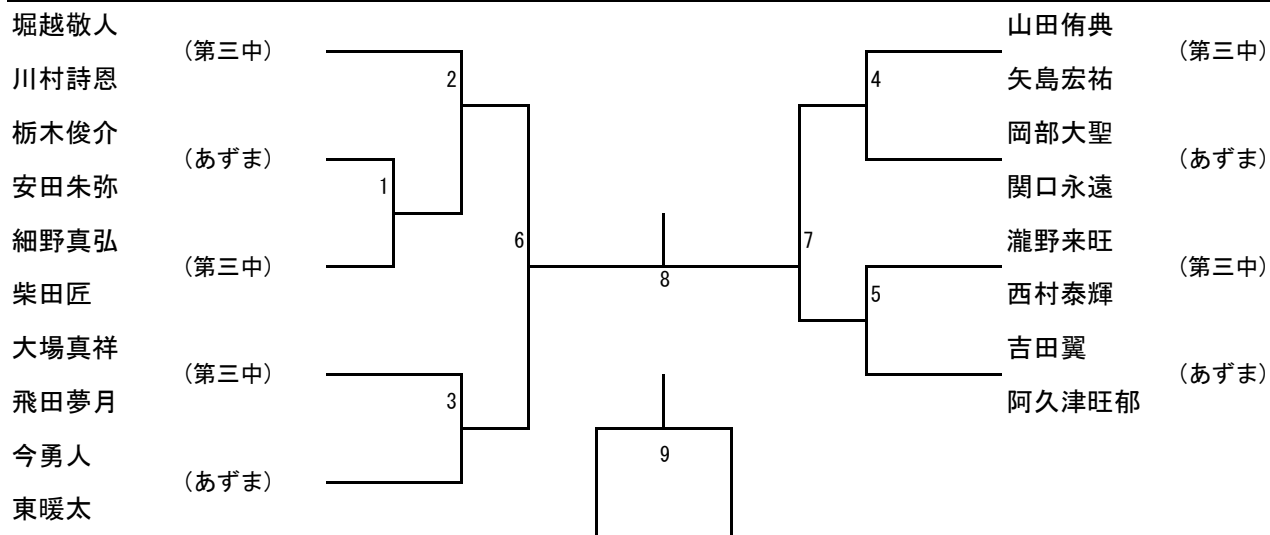 堀越敬人
(第三中)
川村詩恩
2
栃木俊介
(あずま)
安田朱弥
1
細野真弘
(第三中)
柴田匠
6
大場真祥
(第三中)
飛田夢月
3
今勇人
(あずま)
東暖太
8
9
山田侑典
(第三中)
矢島宏祐
4
岡部大聖
(あずま)
関口永遠
7
瀧野来旺
(第三中)
西村泰輝
5
吉田翼
(あずま)
阿久津旺郁